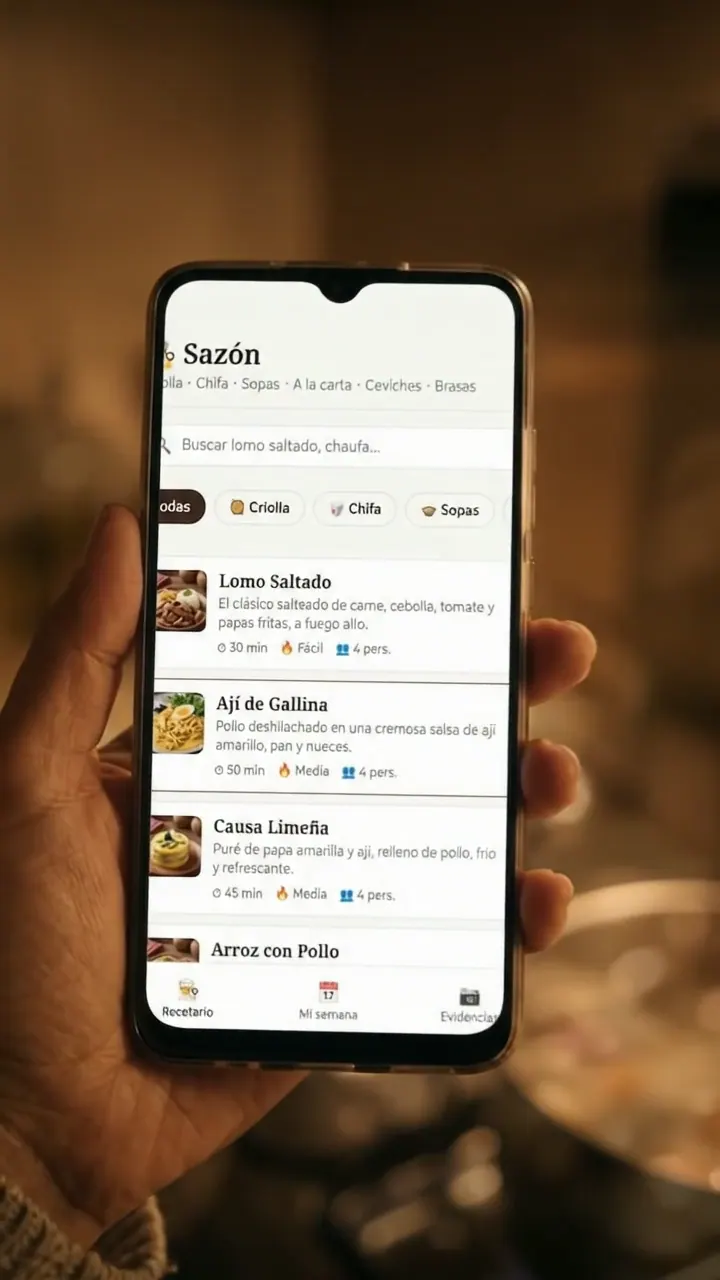 Sazón
olla · Chifa · Sopas · A la carta · Ceviches · Brasas
Buscar lomo saltado, chaufa...
odas
Criolla
Chifa
Sopas
Lomo Saltado
El clásico salteado de carne, cebolla, tomate y
papas fritas, a fuego allo.
30 min Fácil 4 pers.
Ají de Gallina
Pollo deshilachado en una cremosa salsa de ají
amarillo, pan y nueces.
50 min Media 4 pers.
Causa Limeña
Puré de papa amarilla y aji, relleno de pollo, frio
y refrescante.
45 min Media 4 pers.
Arroz con Pollo
17
Recetario
Mi semana
Evidencias